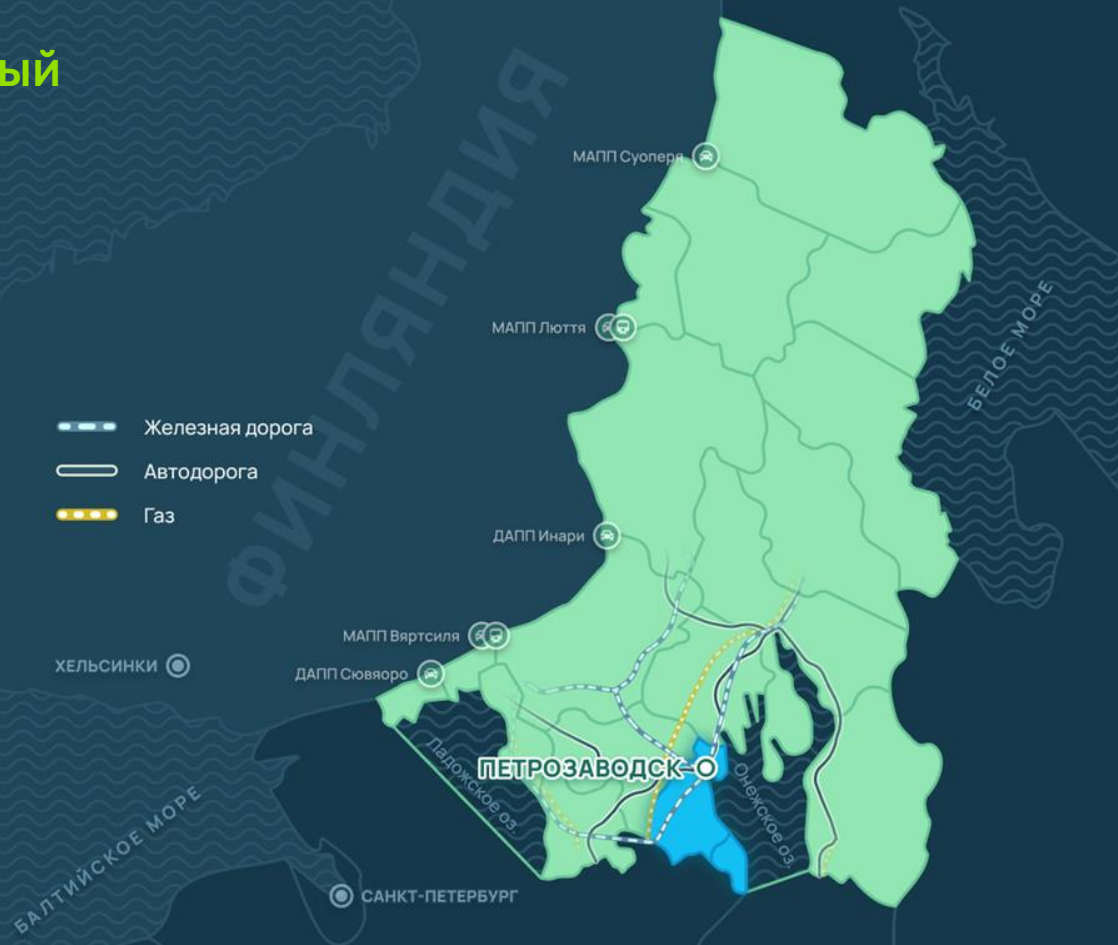 ый
ФИНЛЯНДИЯ
МАПП Суоперя
МАПП Люття
БЕЛОЕ МОРЕ
Железная дорога
Автодорога
Газ
ДАПП Инари
МАПП Вяртсиля
ХЕЛЬСИНКИ
ДАПП Сювяоро
Ладожское оз.
ПЕТРОЗАВОДСК
Онежское оз.
БАЛТИЙСКОЕ МОРЕ
САНКТ-ПЕТЕРБУРГ